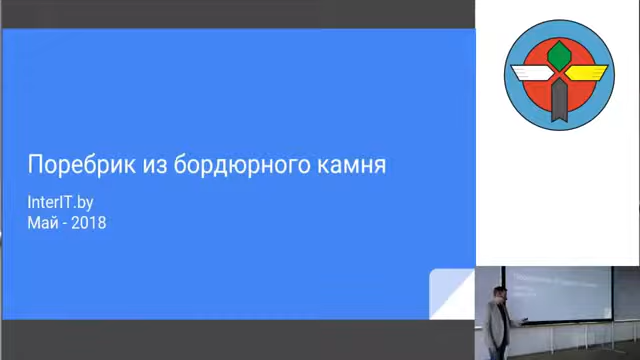 Поребрик из бордюрного камня
InterIT.by
Май - 2018